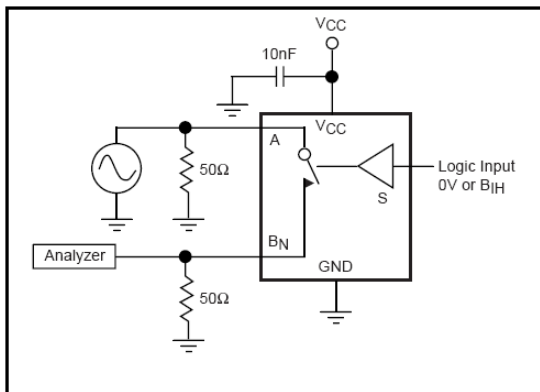 VCC
10nF
VCC
A
50Ω
Logic Input
0V or BIH
S
BN
Analyzer
GND
50Ω